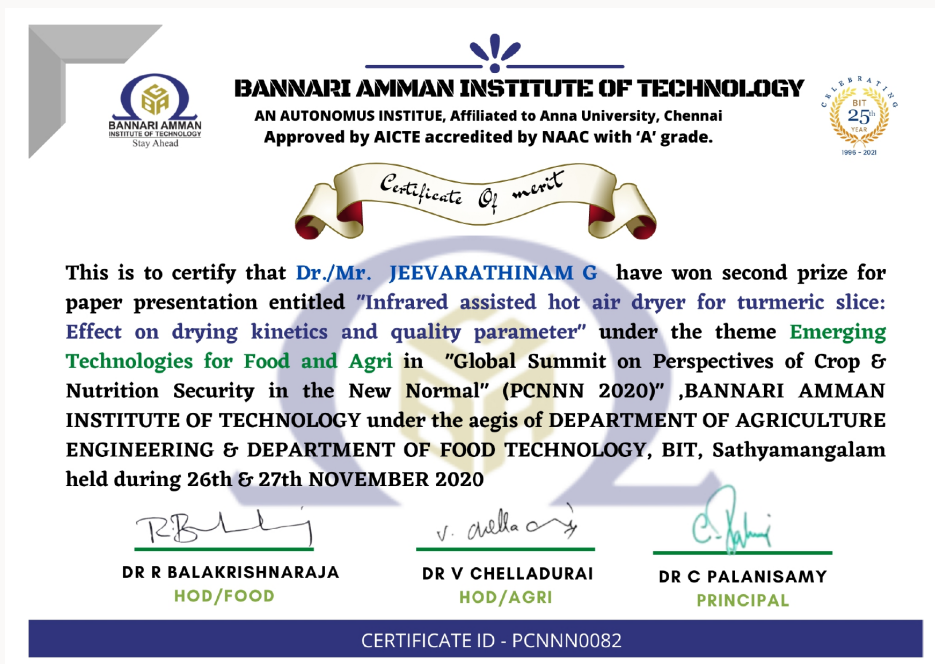 BANNARI AMMAN INSTITUTE OF TECHNOLOGY
AN AUTONOMUS INSTITUE, Affiliated to Anna University, Chennai
Approved by AICTE accredited by NAAC with ‘A’ grade.
BANNARI AMMAN
INSTITUTE OF TECHNOLOGY
Stay Ahead
CELEBRATING
BIT
25th
YEAR
1996 - 2021
Certificate Of merit
This is to certify that Dr./Mr. JEEVARATHINAM G have won second prize for
paper presentation entitled "Infrared assisted hot air dryer for turmeric slice:
Effect on drying kinetics and quality parameter" under the theme Emerging
Technologies for Food and Agri in "Global Summit on Perspectives of Crop &
Nutrition Security in the New Normal" (PCNNN 2020)" ,BANNARI AMMAN
INSTITUTE OF TECHNOLOGY under the aegis of DEPARTMENT OF AGRICULTURE
ENGINEERING & DEPARTMENT OF FOOD TECHNOLOGY, BIT, Sathyamangalam
held during 26th & 27th NOVEMBER 2020
DR R BALAKRISHNARAJA
HOD/FOOD
DR V CHELLADURAI
HOD/AGRI
DR C PALANISAMY
PRINCIPAL
CERTIFICATE ID - PCNNN0082